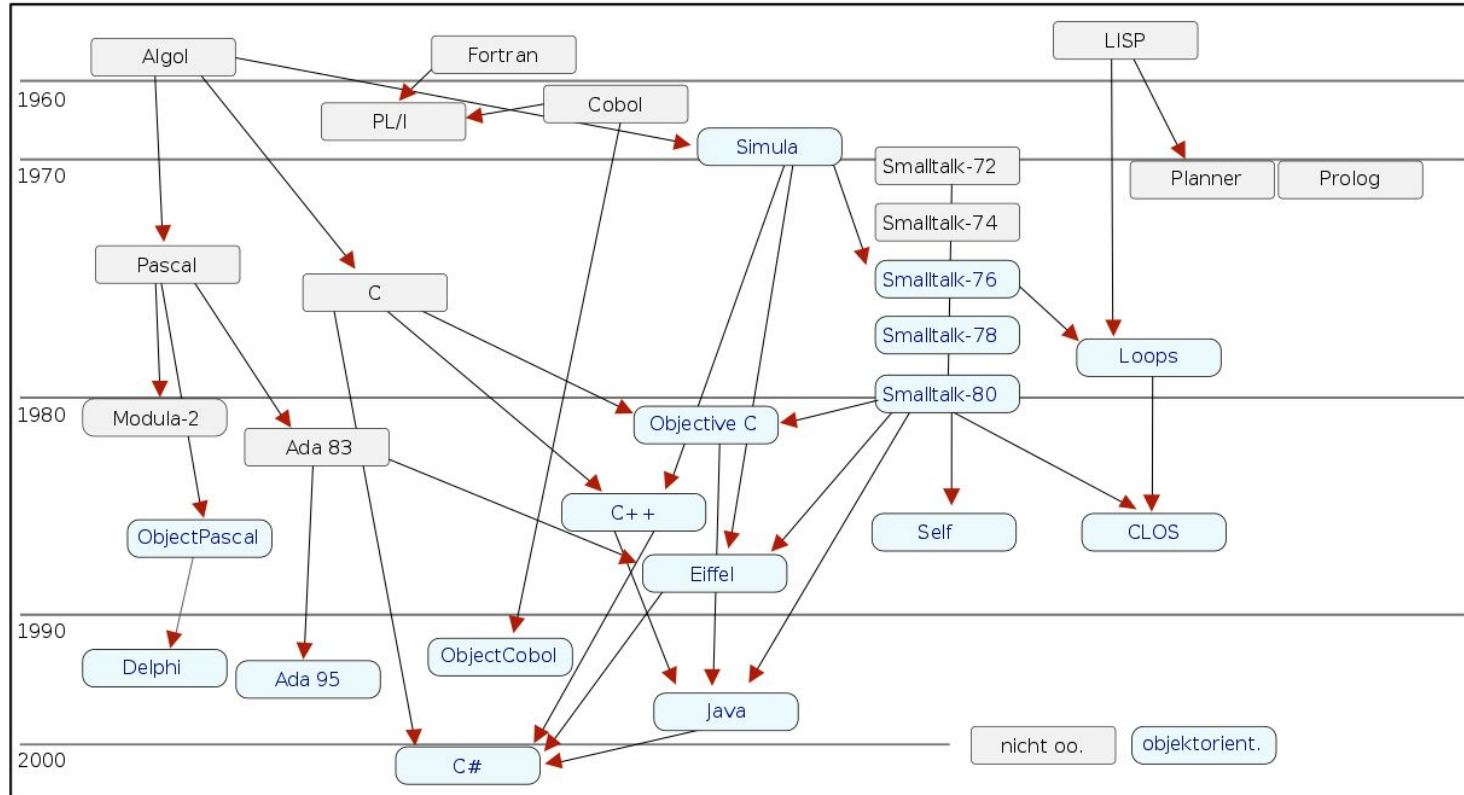 Algol
Fortran
LISP
1960
PL/I
Cobol
Simula
1970
Smalltalk-72
Planner
Prolog
Smalltalk-74
Pascal
C
Smalltalk-76
Smalltalk-78
Loops
1980
Modula-2
Smalltalk-80
Objective C
Ada 83
C++
ObjectPascal
Self
CLOS
Eiffel
1990
Delphi
Ada 95
ObjectCobol
Java
2000
C#
nicht oo.
objektorient.